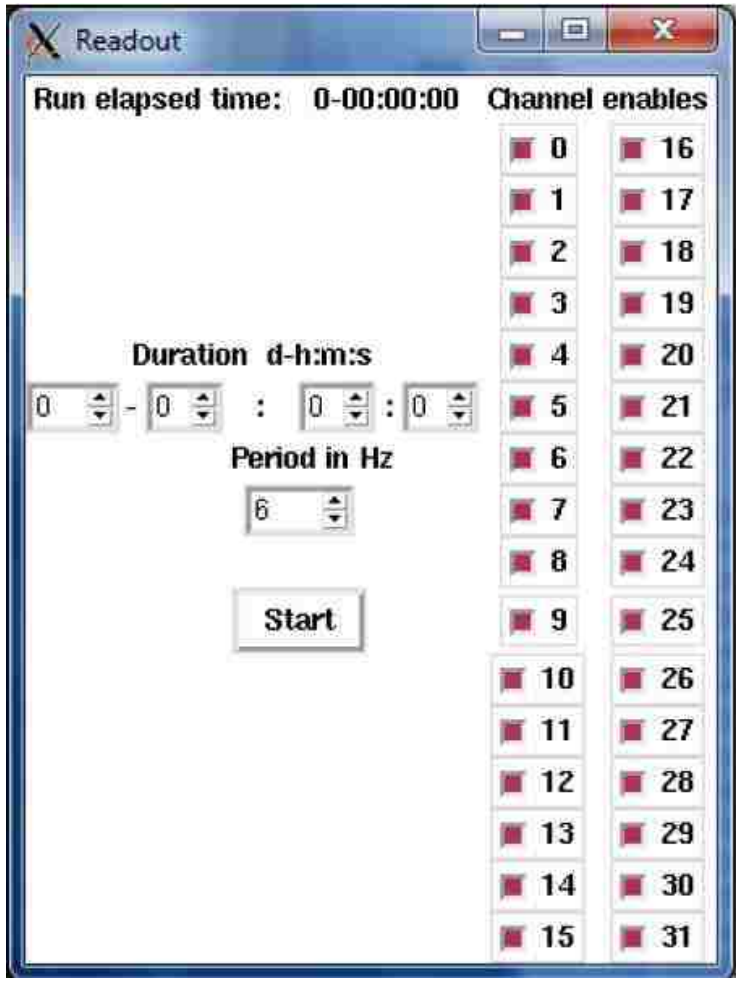 Readout
Run elapsed time: 0-00:00:00 Channel enables
0 16
1 17
2 18
3 19
Duration d-h:m:s 4 20
0 - 0 : 0 : 0 5 21
Period in Hz 6 22
6 7 23
8 24
Start 9 25
10 26
11 27
12 28
13 29
14 30
15 31